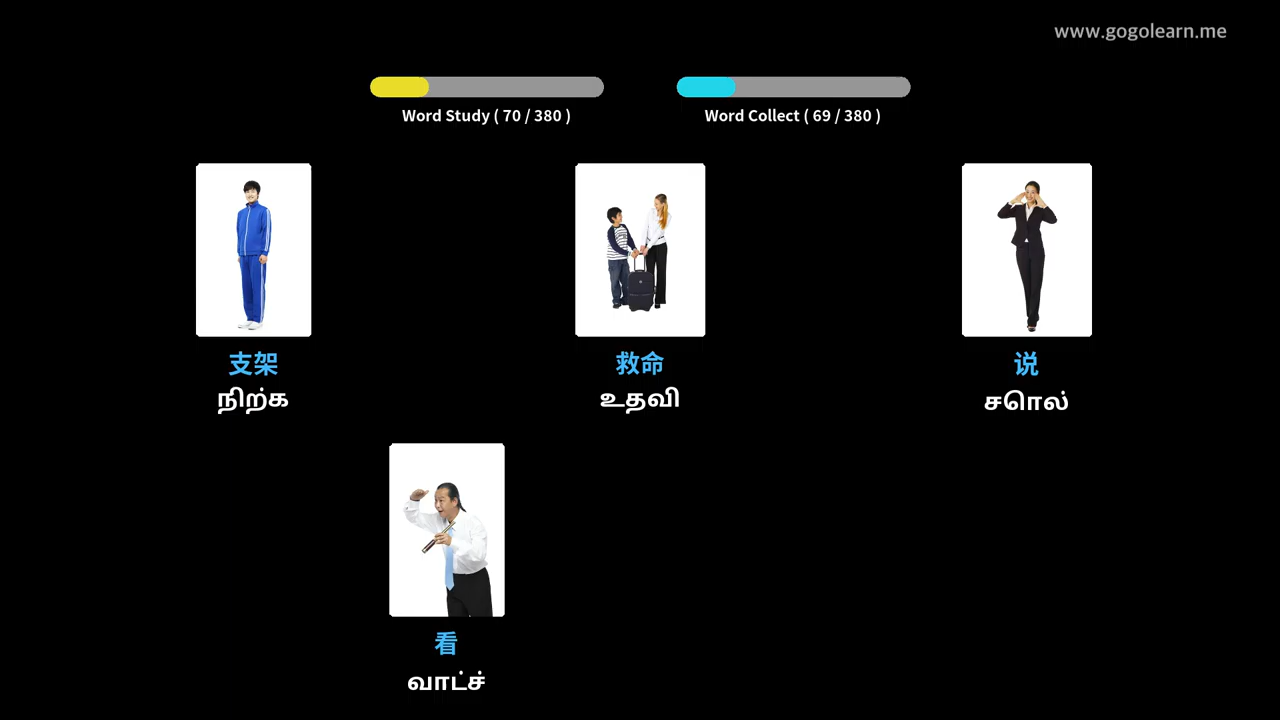 www.gogolearn.me
Word Study ( 70 / 380 )
Word Collect ( 69 / 380 )
支架
நிற்க
救命
உதவி
说
சொல்
看
வாட்ச்